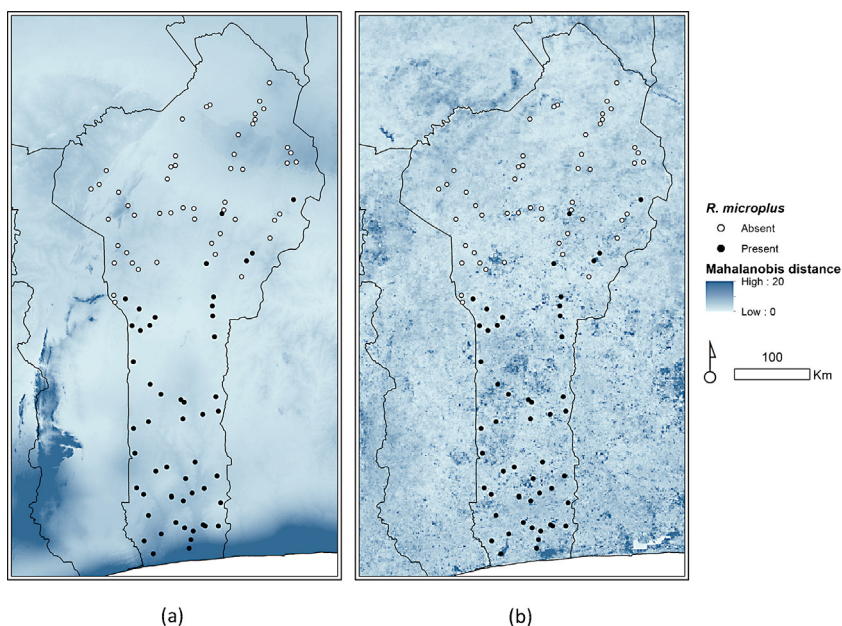 R. microplus
Absent
Present
Mahalanobis distance
High : 20
Low : 0
100
Km
(a)
(b)